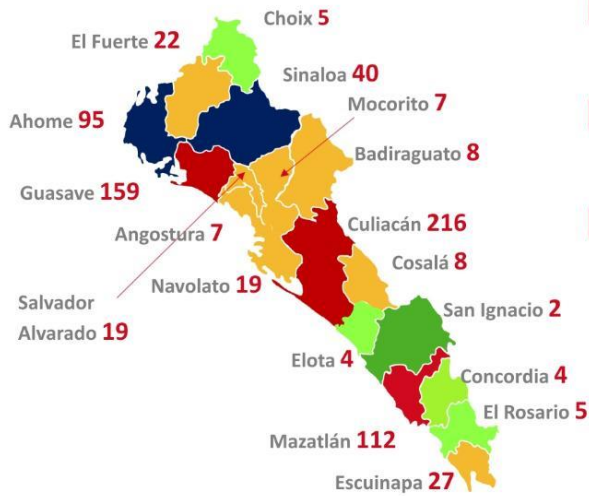 Choix 5
El Fuerte 22
Sinaloa 40
Mocorito 7
Ahome 95
Badiraguato 8
Guasave 159
Culiacán 216
Angostura 7
Cosalá 8
Navolato 19
Salvador
Alvarado 19
San Ignacio 2
Elota 4
Concordia 4
El Rosario 5
Mazatlán 112
Escuinapa 27